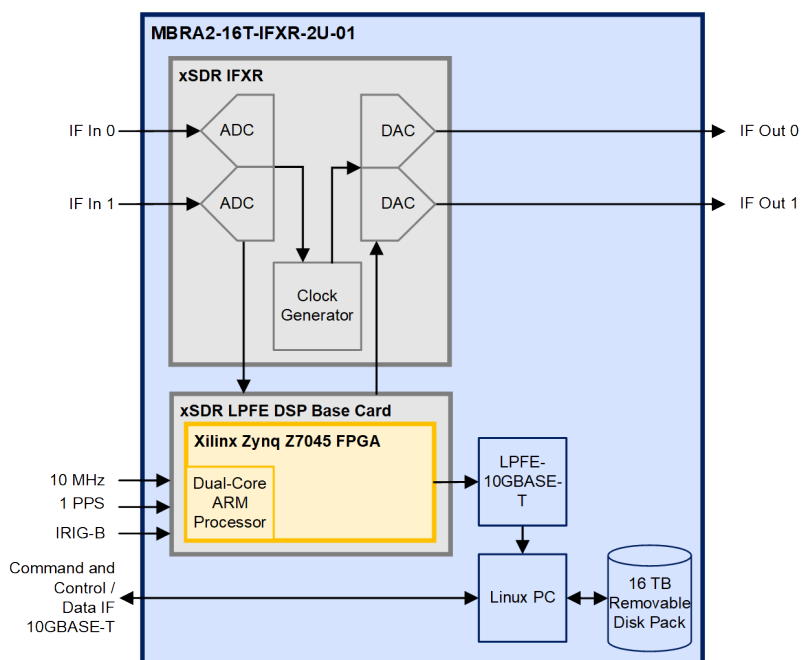 MBRA2-16T-IFXR-2U-01
xSDR IFXR
IF In 0
ADC
DAC
IF Out 0
IF In 1
ADC
DAC
IF Out 1
Clock
Generator
xSDR LPFE DSP Base Card
Xilinx Zynq Z7045 FPGA
Dual-Core
ARM
Processor
LPFE-
10GBASE-
T
10 MHz
1 PPS
IRIG-B
Command and
Control /
Data IF
10GBASE-T
Linux PC
16 TB
Removable
Disk Pack